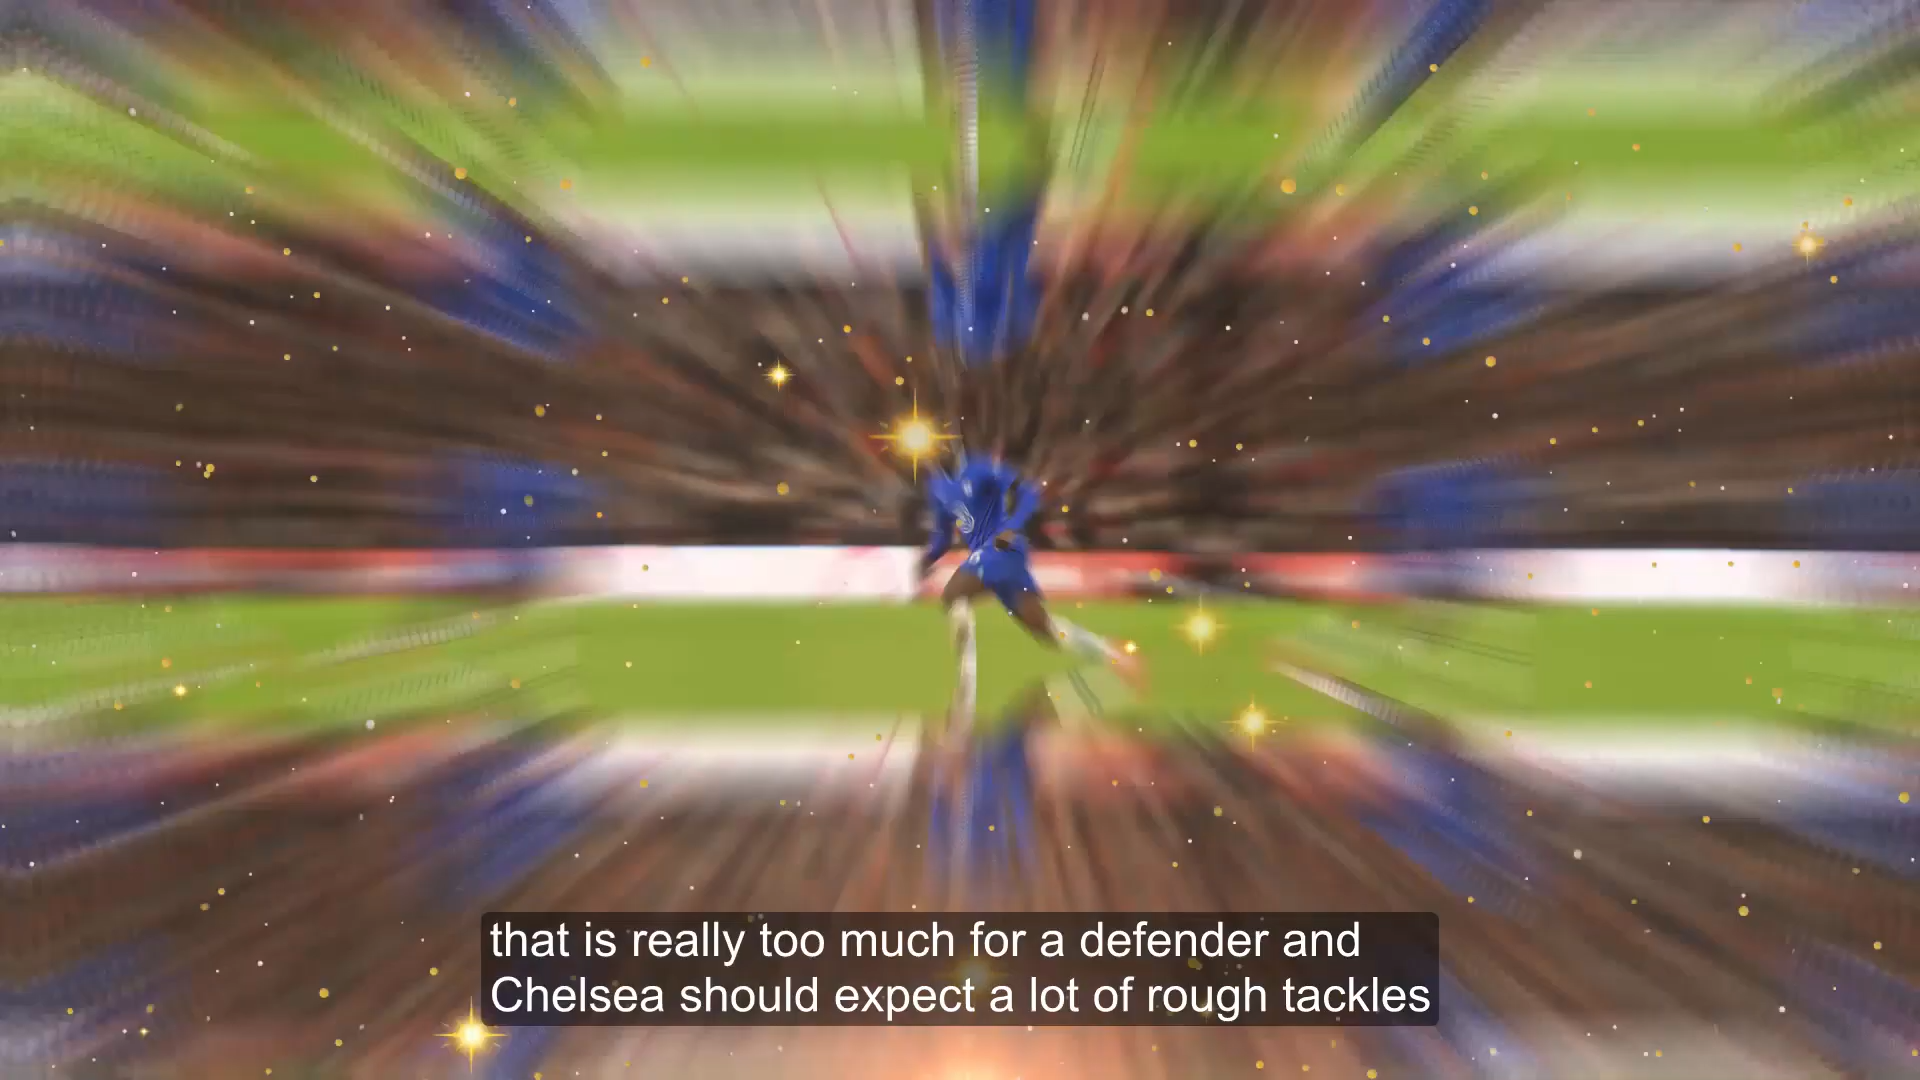 that is really too much for a defender and
Chelsea should expect a lot of rough tackles